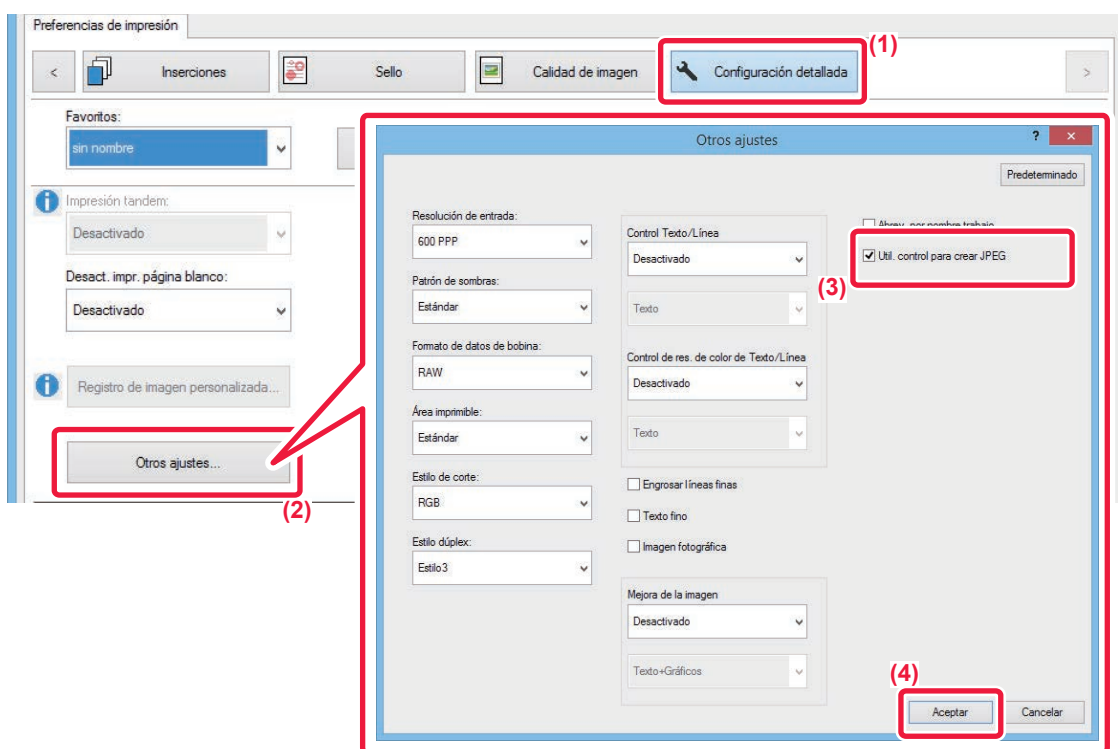 Preferencias de impresión
(1)
<
Inserciones
Sello
Calidad de imagen
Configuración detallada
>
Favoritos:
sin nombre
Impresión tandem:
Desactivado
Desact. impr. página blanco:
Desactivado
Registro de imagen personalizada...
Otros ajustes...
(2)
Otros ajustes
?
×
Predeterminado
Resolución de entrada:
600 PPP
Patrón de sombras:
Estándar
Formato de datos de bobina:
RAW
Área imprimible:
Estándar
Estilo de corte:
RGB
Estilo dúplex:
Estilo3
Control Texto/Línea
Desactivado
Texto
Control de res. de color de Texto/Línea
Desactivado
Texto
Engrosar líneas finas
Texto fino
Imagen fotográfica
Mejora de la imagen
Desactivado
Texto+Gráficos
Abrev. por nombre trabajo
Util. control para crear JPEG
(3)
(4)
Aceptar
Cancelar